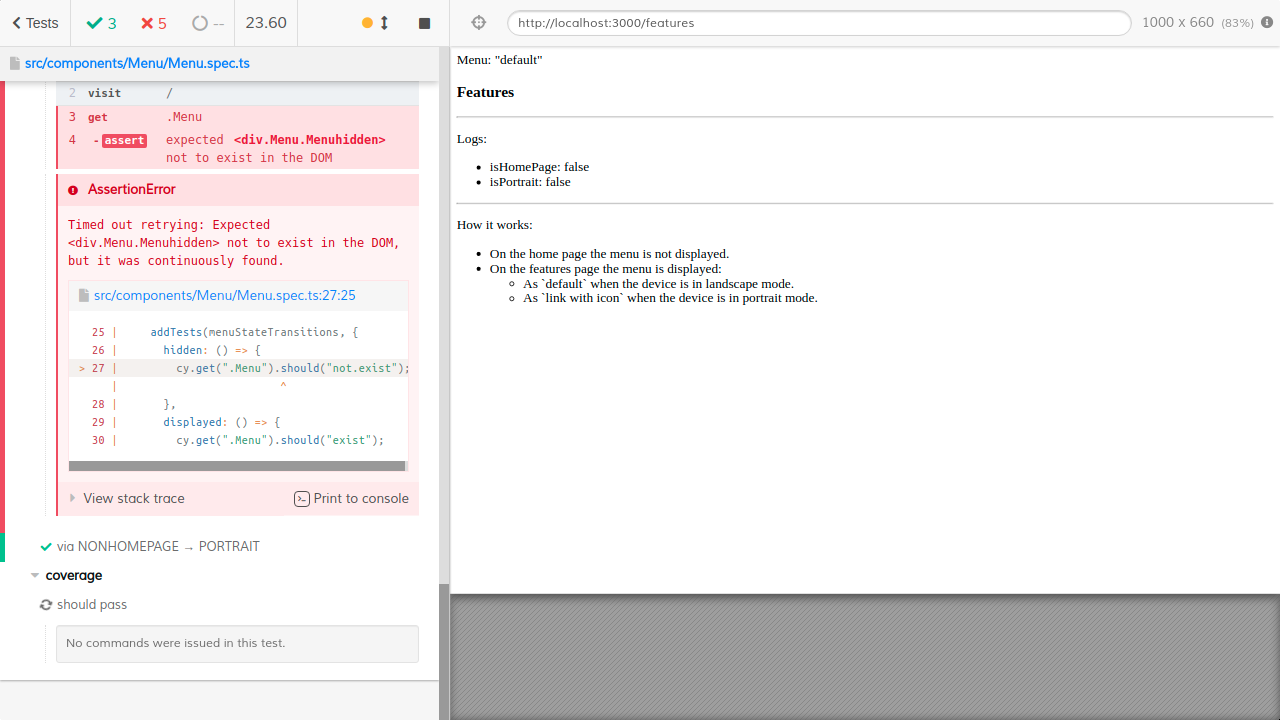 Tests 3 5 -- 23.60
http://localhost:3000/features 1000 x 660 (83%)
src/components/Menu/Menu.spec.ts
2 visit /
3 get .Menu
4 - assert expected <div.Menu.Menuhidden>
not to exist in the DOM
AssertionError
Timed out retrying: Expected
<div.Menu.Menuhidden> not to exist in the DOM,
but it was continuously found.
src/components/Menu/Menu.spec.ts:27:25
25 | addTests(menuStateTransitions, {
26 | hidden: () => {
> 27 | cy.get(".Menu").should("not.exist");
| ^
28 | },
29 | displayed: () => {
30 | cy.get(".Menu").should("exist");
View stack trace Print to console
via NONHOMEPAGE → PORTRAIT
coverage
should pass
No commands were issued in this test.
Menu: "default"
Features
Logs:
isHomePage: false
isPortrait: false
How it works:
On the home page the menu is not displayed.
On the features page the menu is displayed:
As `default` when the device is in landscape mode.
As `link with icon` when the device is in portrait mode.